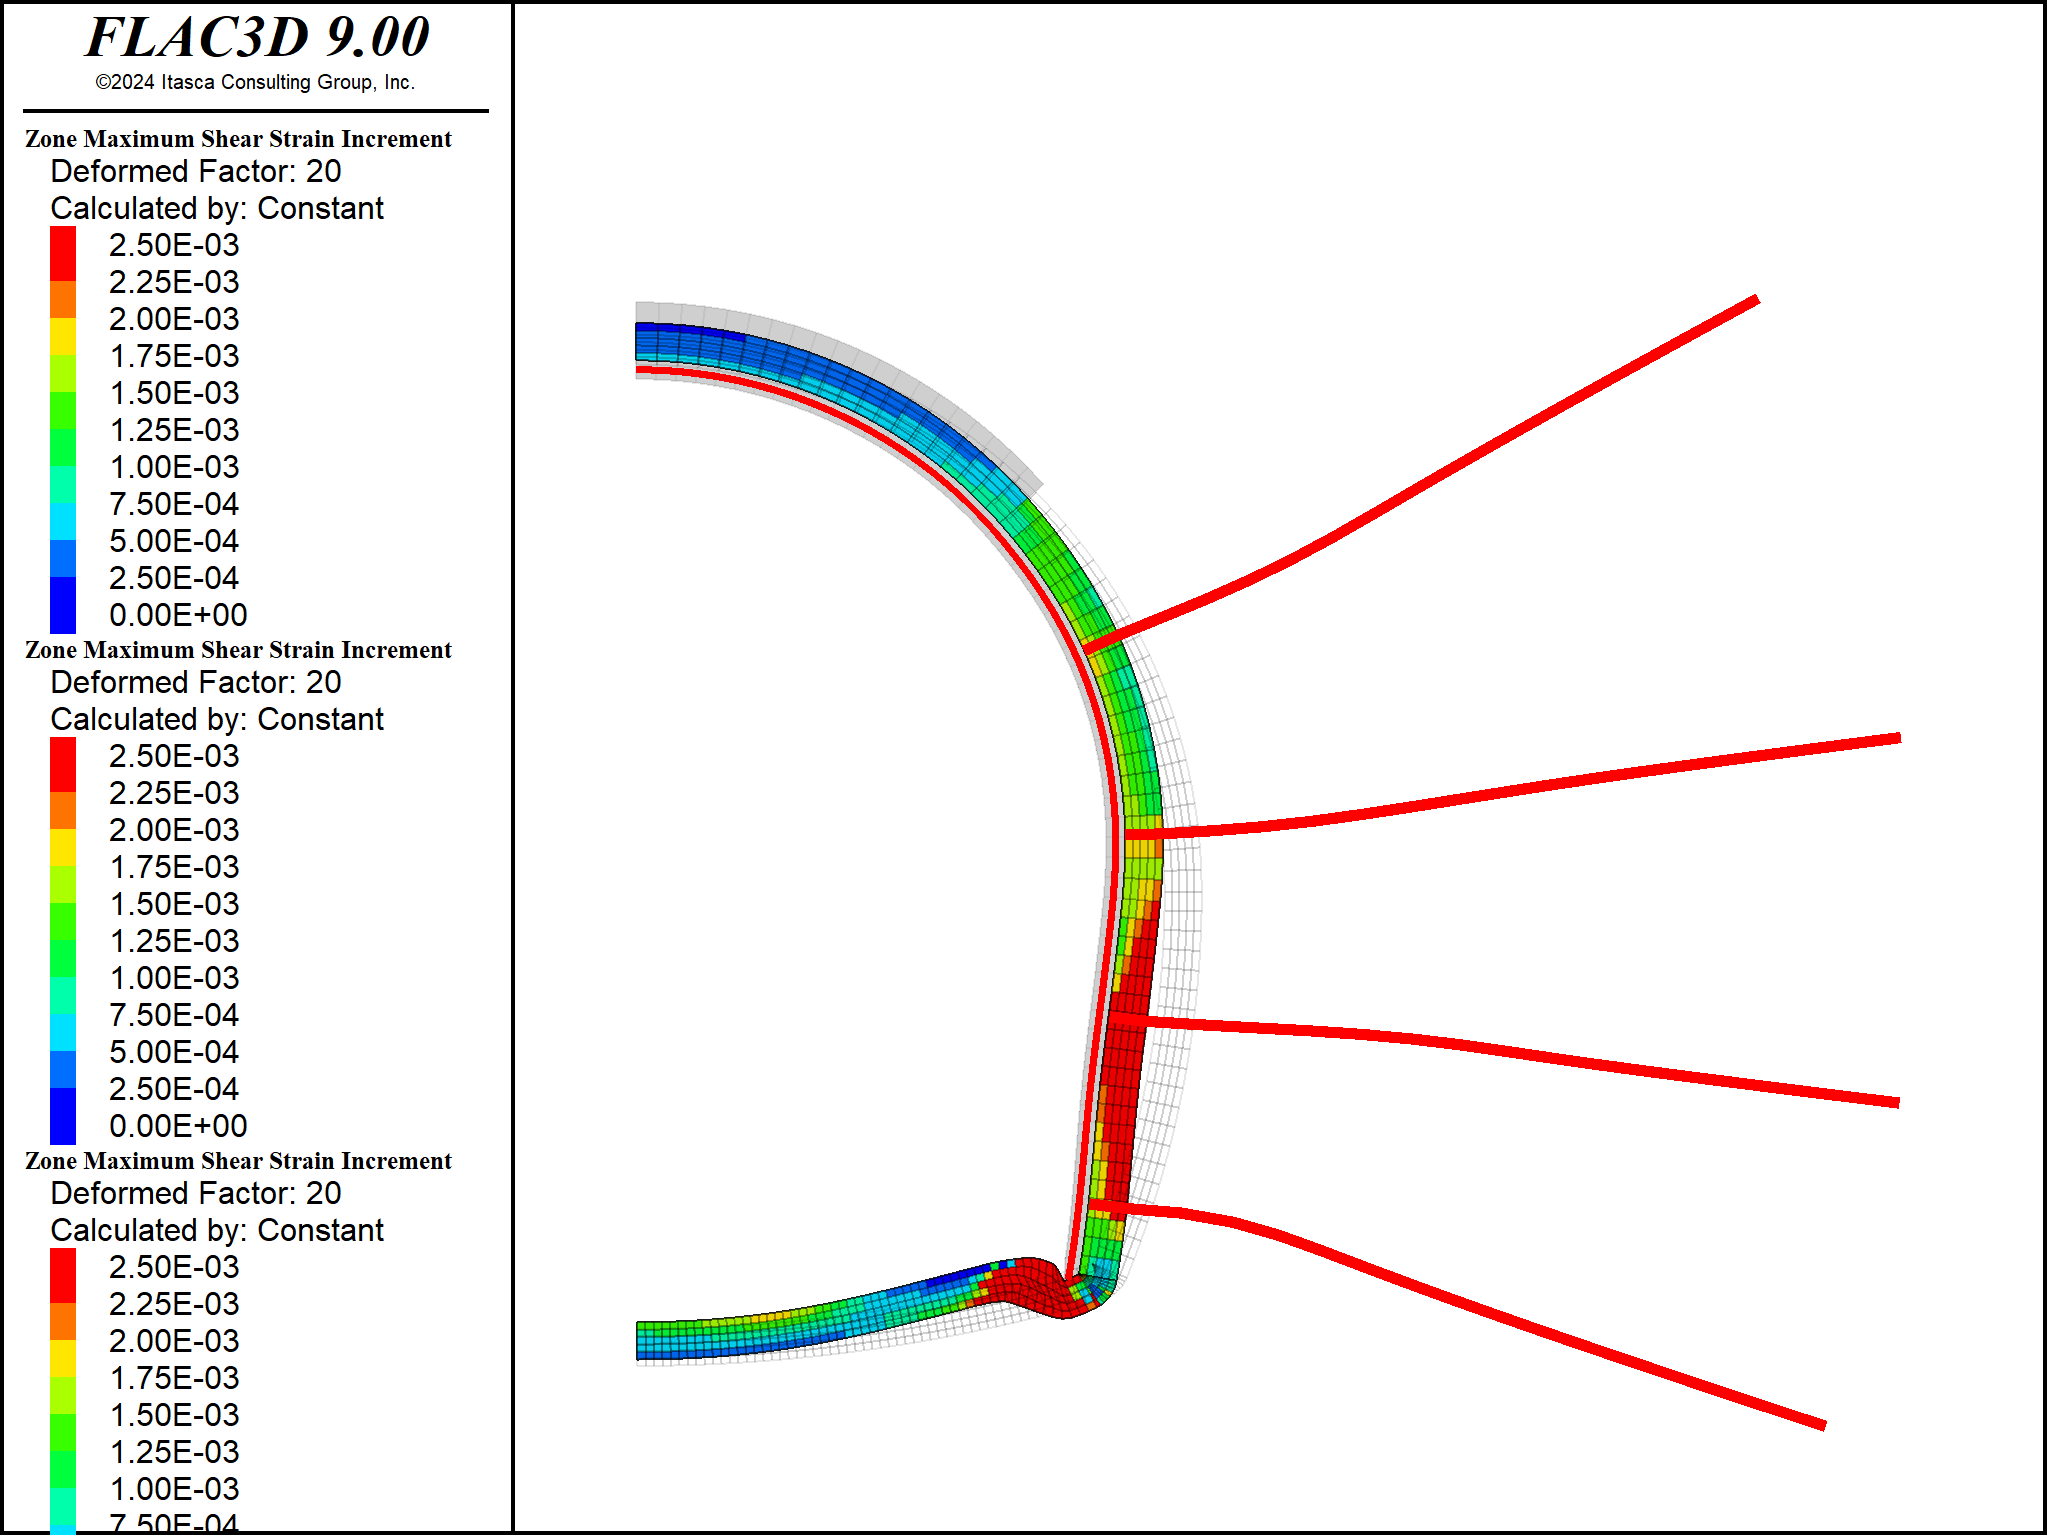 FLAC3D 9.00
©2024 Itasca Consulting Group, Inc.
Zone Maximum Shear Strain Increment
Deformed Factor: 20
Calculated by: Constant
2.50E-03
2.25E-03
2.00E-03
1.75E-03
1.50E-03
1.25E-03
1.00E-03
7.50E-04
5.00E-04
2.50E-04
0.00E+00
Zone Maximum Shear Strain Increment
Deformed Factor: 20
Calculated by: Constant
2.50E-03
2.25E-03
2.00E-03
1.75E-03
1.50E-03
1.25E-03
1.00E-03
7.50E-04
5.00E-04
2.50E-04
0.00E+00
Zone Maximum Shear Strain Increment
Deformed Factor: 20
Calculated by: Constant
2.50E-03
2.25E-03
2.00E-03
1.75E-03
1.50E-03
1.25E-03
1.00E-03
7.50E-04